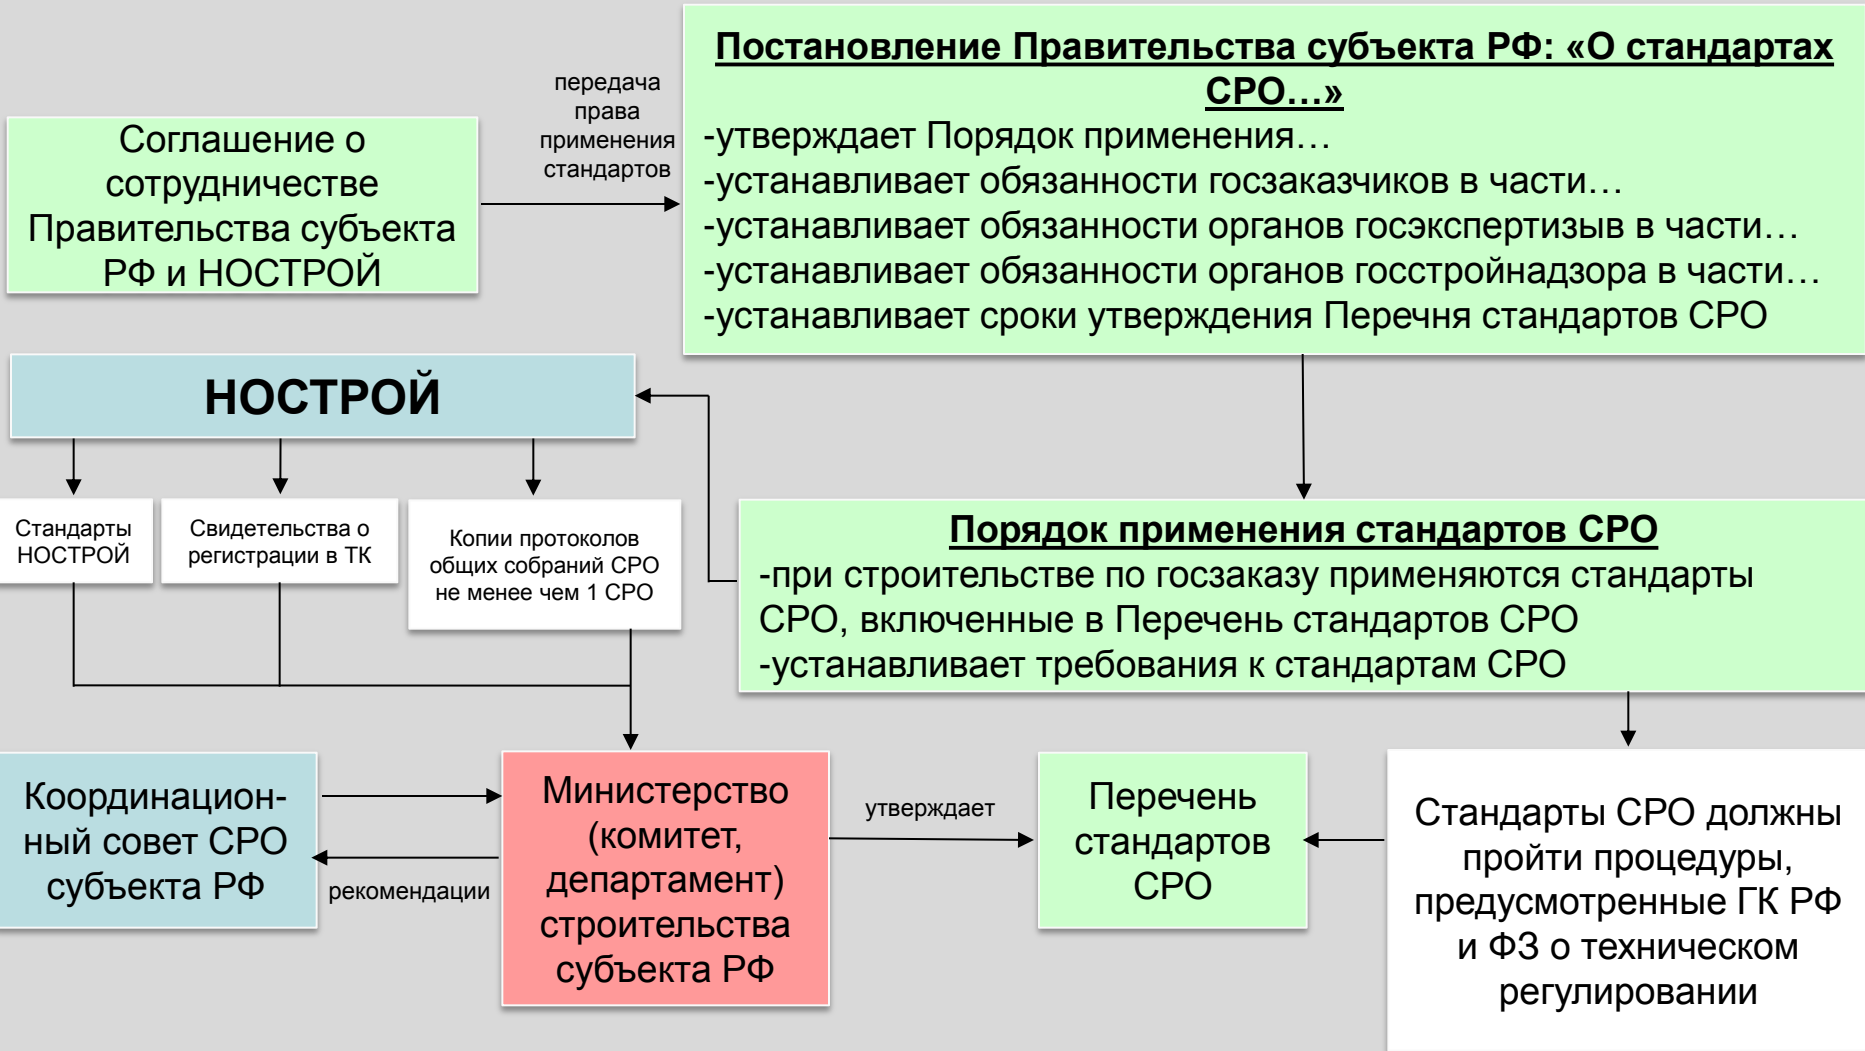 Соглашение о
сотрудничестве
Правительства субъекта
РФ и НОСТРОЙ
передача
права
применения
стандартов
Постановление Правительства субъекта РФ: «О стандартах
СРО…»
-утверждает Порядок применения…
-устанавливает обязанности госзаказчиков в части…
-устанавливает обязанности органов госэкспертизыв в части…
-устанавливает обязанности органов госстройнадзора в части…
-устанавливает сроки утверждения Перечня стандартов СРО
НОСТРОЙ
Стандарты
НОСТРОЙ
Свидетельства о
регистрации в ТК
Копии протоколов
общих собраний СРО
не менее чем 1 СРО
Порядок применения стандартов СРО
-при строительстве по госзаказу применяются стандарты
СРО, включенные в Перечень стандартов СРО
-устанавливает требования к стандартам СРО
Координацион-
ный совет СРО
субъекта РФ
рекомендации
Министерство
(комитет,
департамент)
строительства
субъекта РФ
утверждает
Перечень
стандартов
СРО
Стандарты СРО должны
пройти процедуры,
предусмотренные ГК РФ
и ФЗ о техническом
регулировании